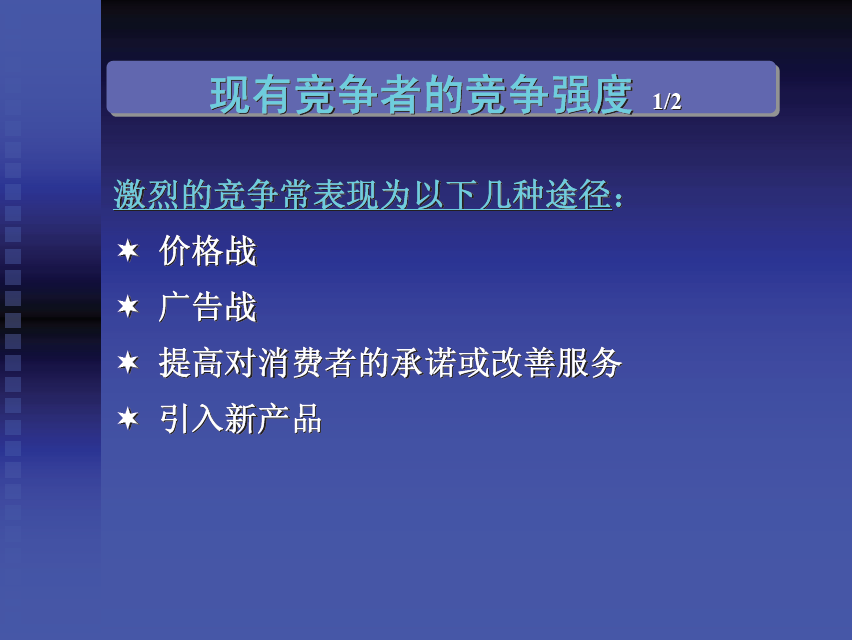 现有竞争者的竞争强度 1/2
激烈的竞争常表现为以下几种途径：
✶ 价格战
✶ 广告战
✶ 提高对消费者的承诺或改善服务
✶ 引入新产品